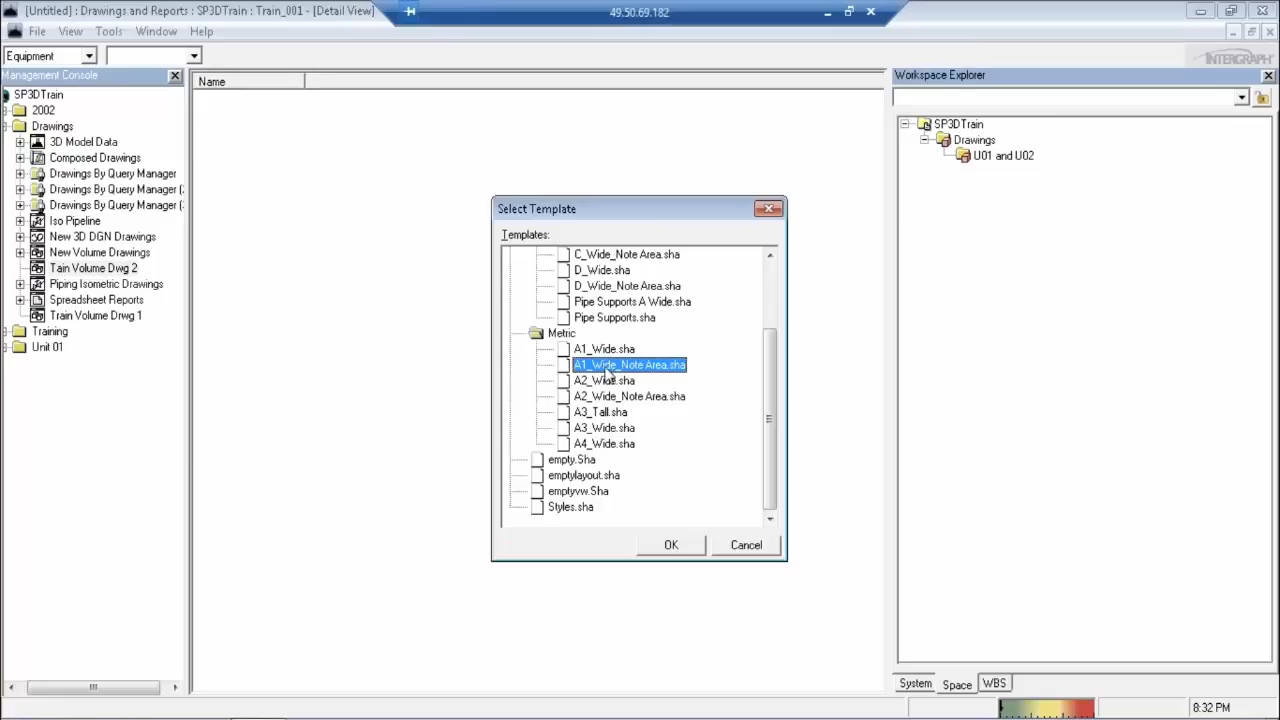 [Untitled] : Drawings and Reports : SP3DTrain : Train_001 - [Detail View]
49.50.69.182
File View Tools Window Help
Equipment
INTERGRAPH
Management Console
SP3DTrain
2002
Drawings
3D Model Data
Composed Drawings
Drawings By Query Manager
Drawings By Query Manager (
Drawings By Query Manager (
Iso Pipeline
New 3D DGN Drawings
New Volume Drawings
Tain Volume Dwg 2
Piping Isometric Drawings
Spreadsheet Reports
Train Volume Drwg 1
Training
Unit 01
Name
Select Template
Templates:
C_Wide_Note Area.sha
D_Wide.sha
D_Wide_Note Area.sha
Pipe Supports A Wide.sha
Pipe Supports.sha
Metric
A1_Wide.sha
A1_Wide_Note Area.sha
A2_Wide.sha
A2_Wide_Note Area.sha
A3_Tall.sha
A3_Wide.sha
A4_Wide.sha
empty.Sha
emptylayout.sha
emptyvw.Sha
Styles.sha
OK Cancel
Workspace Explorer
SP3DTrain
Drawings
U01 and U02
System Space WBS
8:32 PM